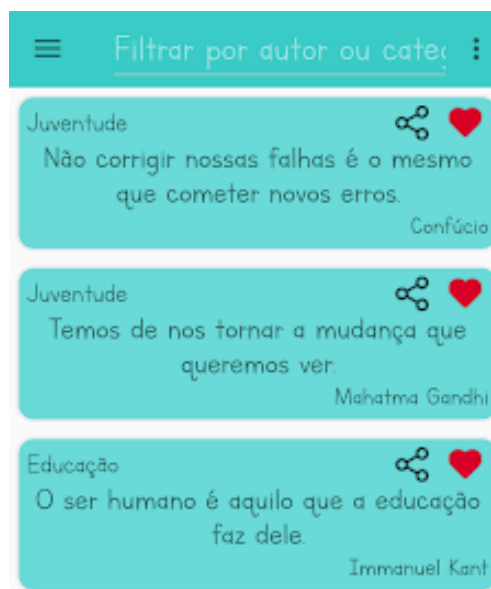 Filtrar por autor ou cate
Juventude
Não corrigir nossas falhas é o mesmo
que cometer novos erros.
Confúcio
Juventude
Temos de nos tornar a mudança que
queremos ver.
Mahatma Gandhi
Educação
O ser humano é aquilo que a educação
faz dele.
Immanuel Kant